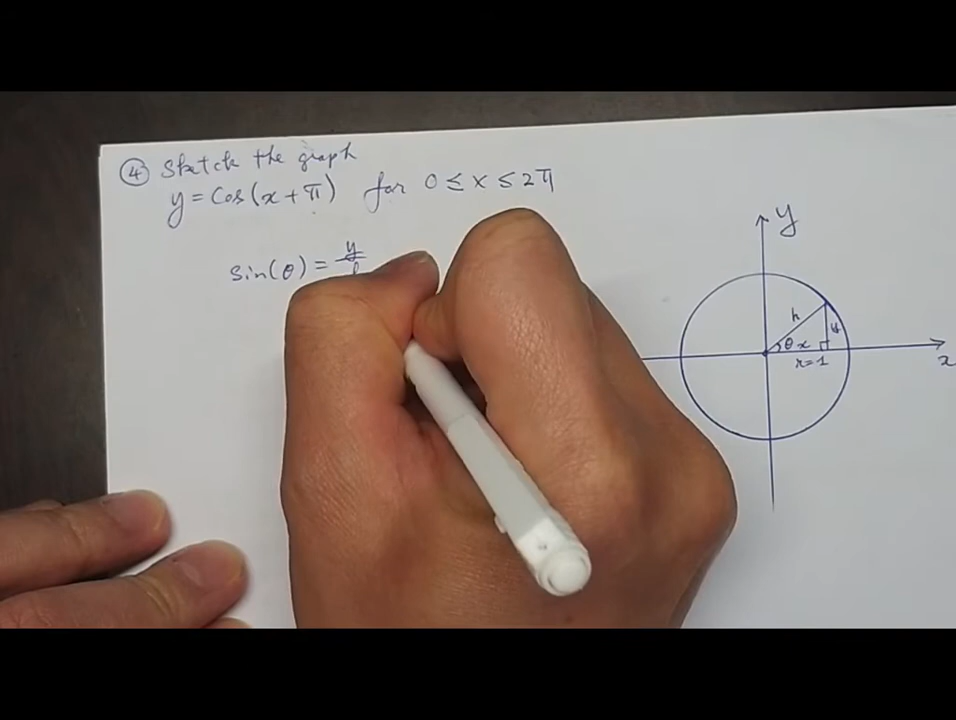 ④ Sketch the graph
y = Cos(x + π) for 0 ≤ x ≤ 2π
sin(θ) = y
y
h
y
θ x
r=1
x